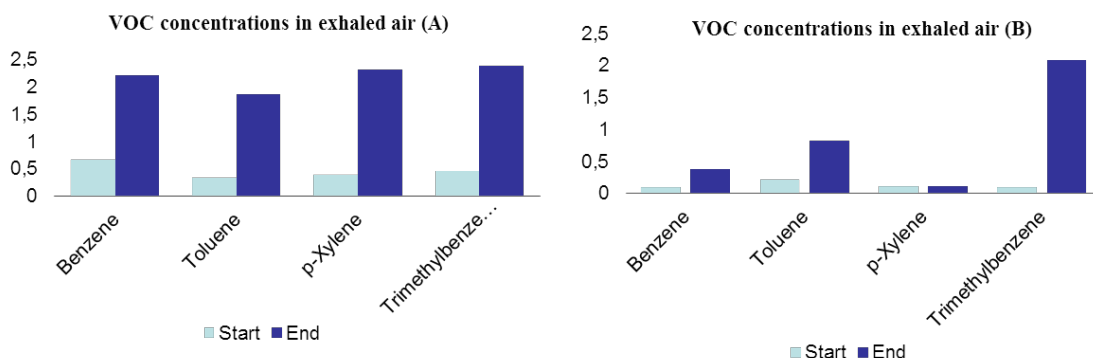 VOC concentrations in exhaled air (A)
2,5
2
1,5
1
0,5
0
Benzene
Toluene
p-Xylene
Trimethylbenze...
Start End
VOC concentrations in exhaled air (B)
2,5
2
1,5
1
0,5
0
Benzene
Toluene
p-Xylene
Trimethylbenzene
Start End